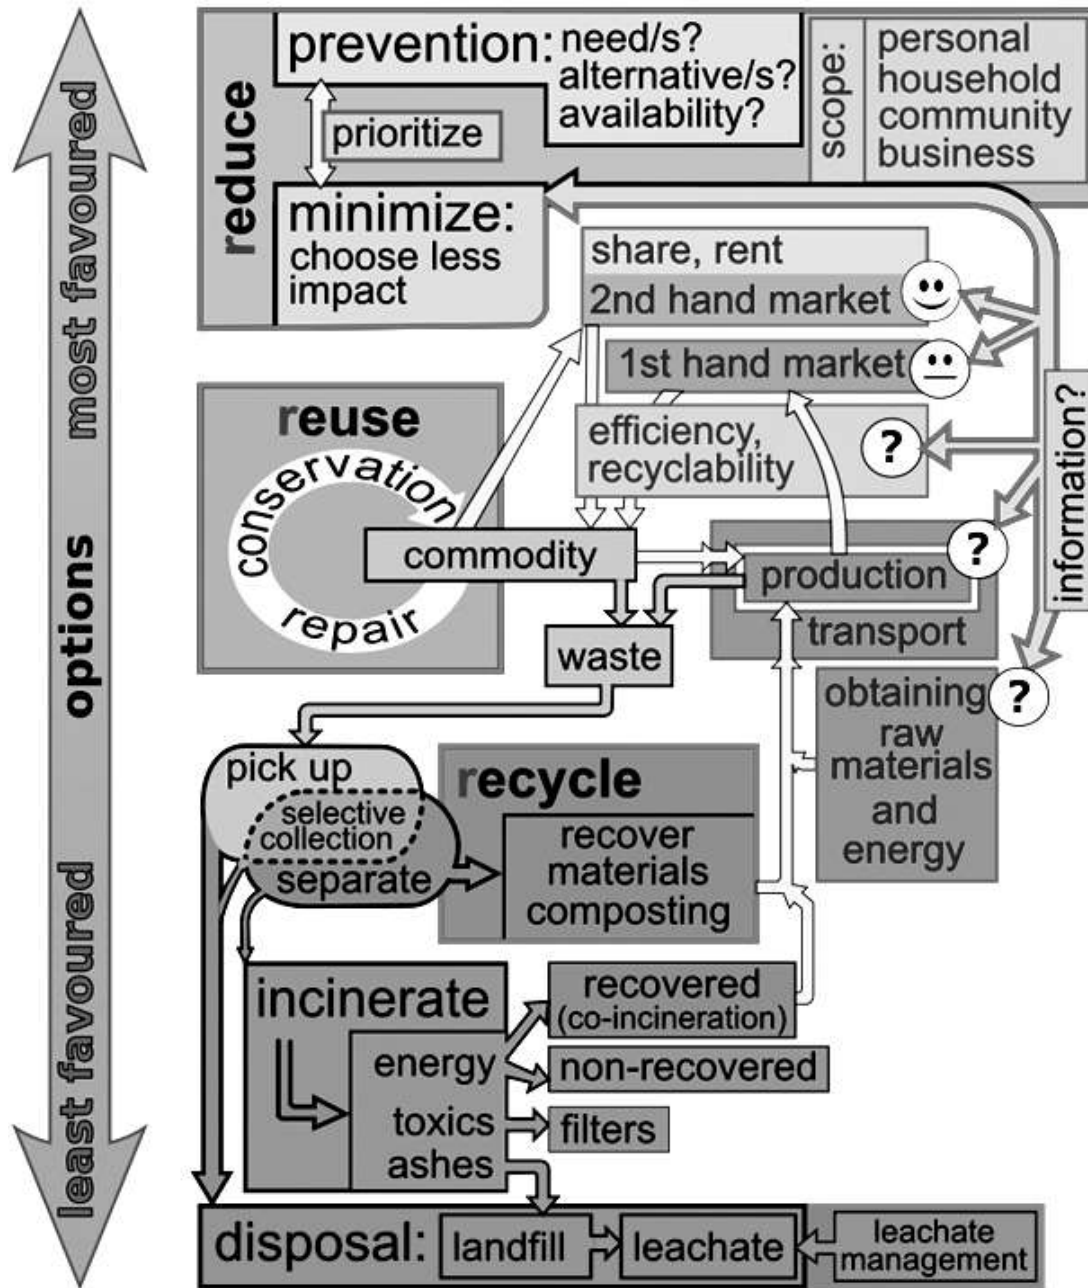 most favoured
options
least favoured
reduce
prevention:
need/s?
alternative/s?
availability?
prioritize
minimize:
choose less
impact
scope:
personal
household
community
business
share, rent
2nd hand market
1st hand market
efficiency,
recyclability
?
information?
reuse
conservation
repair
commodity
production
?
transport
waste
obtaining
raw
materials
and
energy
?
pick up
selective
collection
separate
recycle
recover
materials
composting
incinerate
energy
toxics
ashes
recovered
(co-incineration)
non-recovered
filters
disposal:
landfill
leachate
leachate
management